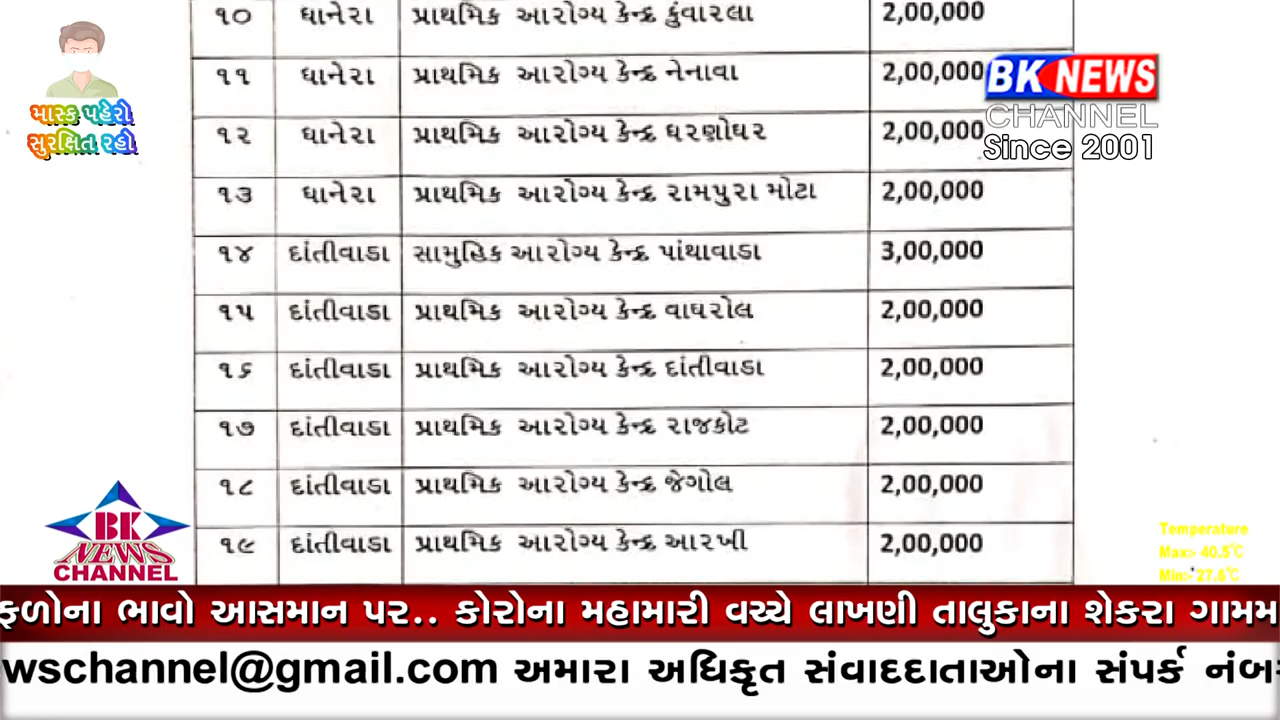 ૧૦ ધાનેરા પ્રાથમિક આરોગ્ય કેન્દ્ર કુંવારલા 2,00,000
૧૧ ધાનેરા પ્રાથમિક આરોગ્ય કેન્દ્ર નેનાવા 2,00,000
૧૨ ધાનેરા પ્રાથમિક આરોગ્ય કેન્દ્ર ધરણોધર 2,00,000
૧૩ ધાનેરા પ્રાથમિક આરોગ્ય કેન્દ્ર રામપુરા મોટા 2,00,000
૧૪ દાંતીવાડા સામુહિક આરોગ્ય કેન્દ્ર પાંથાવાડા 3,00,000
૧૫ દાંતીવાડા પ્રાથમિક આરોગ્ય કેન્દ્ર વાઘરોલ 2,00,000
૧૬ દાંતીવાડા પ્રાથમિક આરોગ્ય કેન્દ્ર દાંતીવાડા 2,00,000
૧૭ દાંતીવાડા પ્રાથમિક આરોગ્ય કેન્દ્ર રાજકોટ 2,00,000
૧૮ દાંતીવાડા પ્રાથમિક આરોગ્ય કેન્દ્ર જેગોલ 2,00,000
૧૯ દાંતીવાડા પ્રાથમિક આરોગ્ય કેન્દ્ર આરખી 2,00,000
માસ્ક પહેરો
સુરક્ષિત રહો
BK NEWS
CHANNEL
Since 2001
BK
NEWS
CHANNEL
Temperature
Max:- 40.5℃
Min:- 27.6℃
ફળોના ભાવો આસમાન પર.. કોરોના મહામારી વચ્ચે લાખણી તાલુકાના શેકરા ગામમ
wschannel@gmail.com અમારા અધિકૃત સંવાદદાતાઓના સંપર્ક નંબર